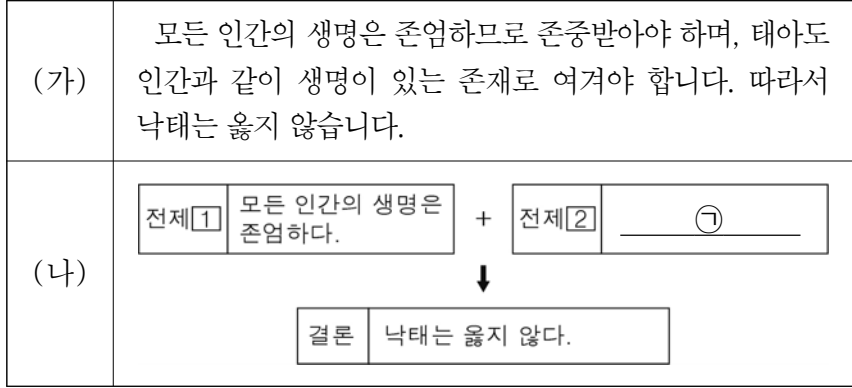 (가)
모든 인간의 생명은 존엄하므로 존중받아야 하며, 태아도
인간과 같이 생명이 있는 존재로 여겨야 합니다. 따라서
낙태는 옳지 않습니다.
(나)
전제1 모든 인간의 생명은
존엄하다.
+
전제2 ㉠
결론 낙태는 옳지 않다.